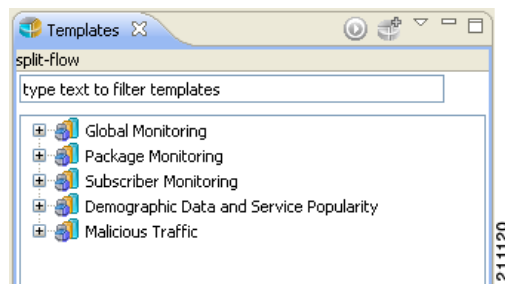 Templates
split-flow
type text to filter templates
Global Monitoring
Package Monitoring
Subscriber Monitoring
Demographic Data and Service Popularity
Malicious Traffic
211120